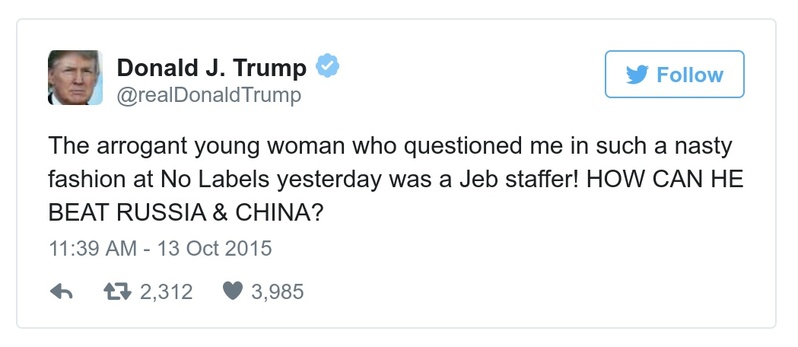 Donald J. Trump
@realDonaldTrump
Follow
The arrogant young woman who questioned me in such a nasty
fashion at No Labels yesterday was a Jeb staffer! HOW CAN HE
BEAT RUSSIA & CHINA?
11:39 AM - 13 Oct 2015
2,312 3,985